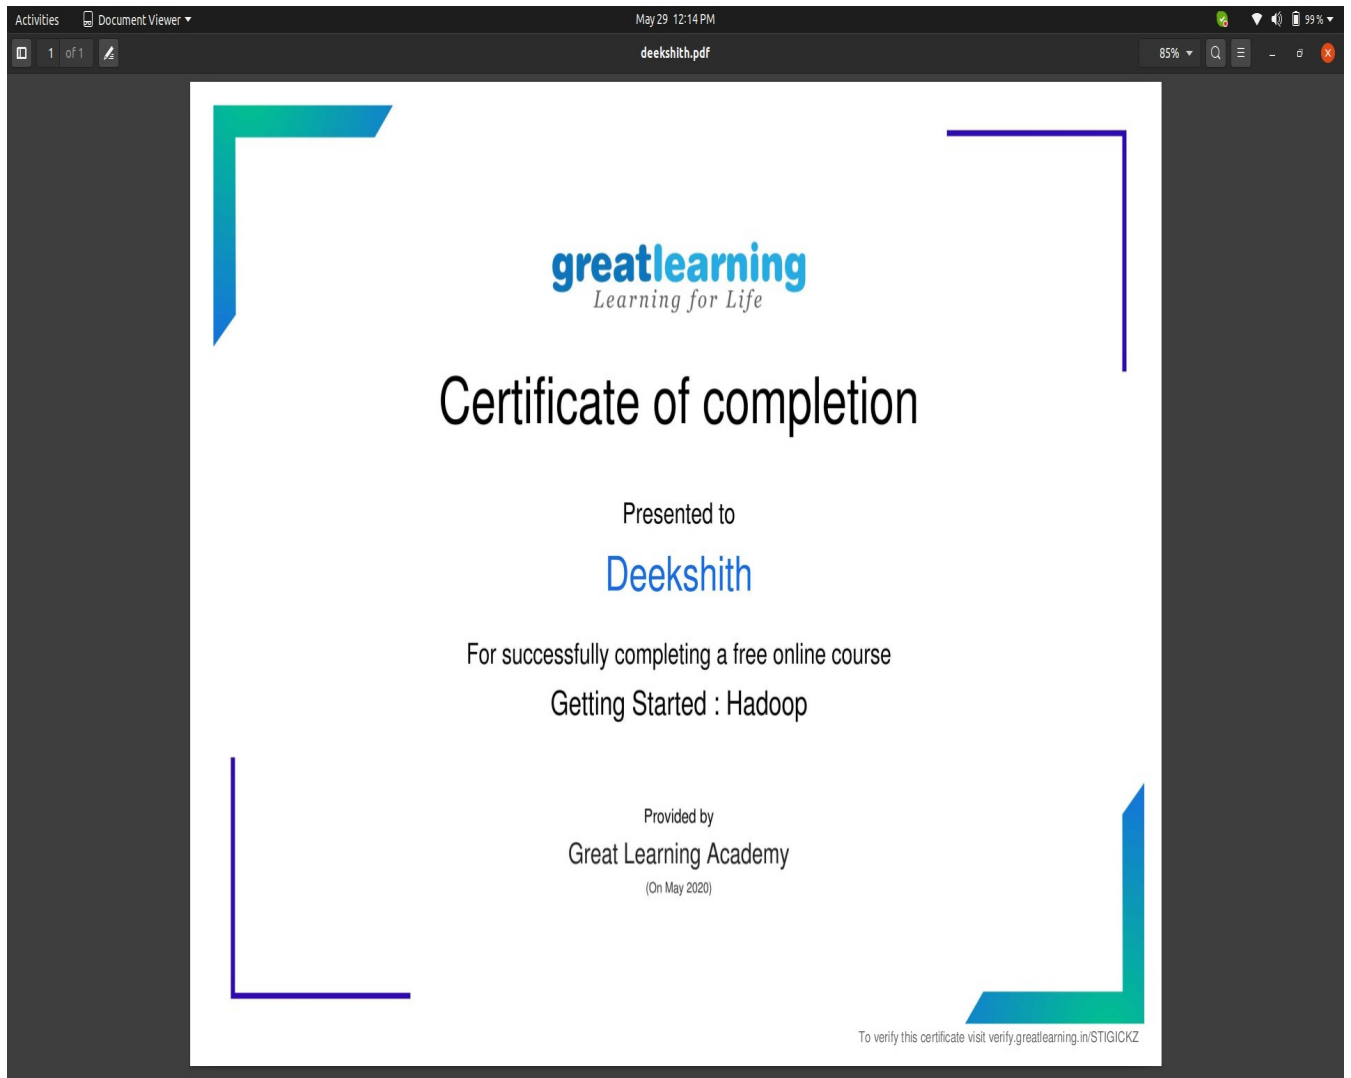 Activities Document Viewer May 29 12:14 PM 99 %
1 of 1 deekshith.pdf 85%
greatlearning
Learning for Life
Certificate of completion
Presented to
Deekshith
For successfully completing a free online course
Getting Started : Hadoop
Provided by
Great Learning Academy
(On May 2020)
To verify this certificate visit verify.greatlearning.in/STIGICKZ